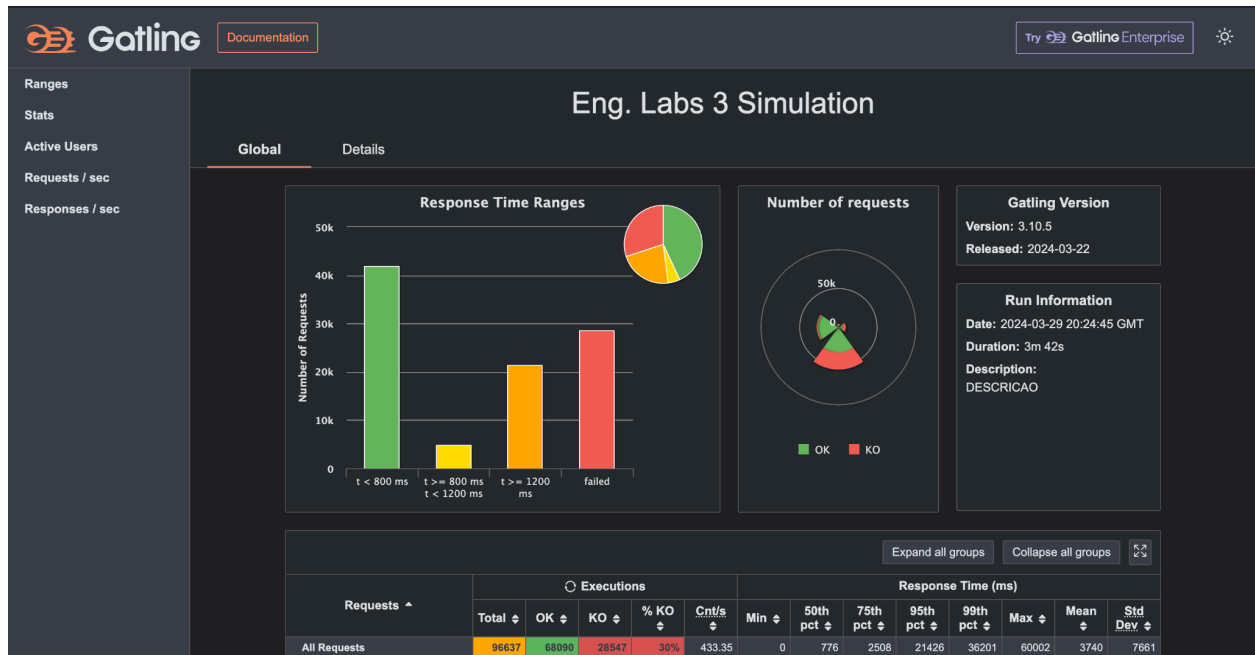 Gatling
Documentation
Try Gatling Enterprise
Ranges
Stats
Active Users
Requests / sec
Responses / sec
Eng. Labs 3 Simulation
Global
Details
Response Time Ranges
Number of Requests
50k
40k
30k
20k
10k
0
t < 800 ms
t >= 800 ms
t < 1200 ms
t >= 1200
ms
failed
Number of requests
50k
0
OK
KO
Gatling Version
Version: 3.10.5
Released: 2024-03-22
Run Information
Date: 2024-03-29 20:24:45 GMT
Duration: 3m 42s
Description:
DESCRICAO
Expand all groups
Collapse all groups
Requests
Executions
Response Time (ms)
Total OK KO % KO Cnt/s Min 50th pct 75th pct 95th pct 99th pct Max Mean Std Dev
All Requests 96637 68090 28547 30% 433.35 0 776 2508 21426 36201 60002 3740 7661